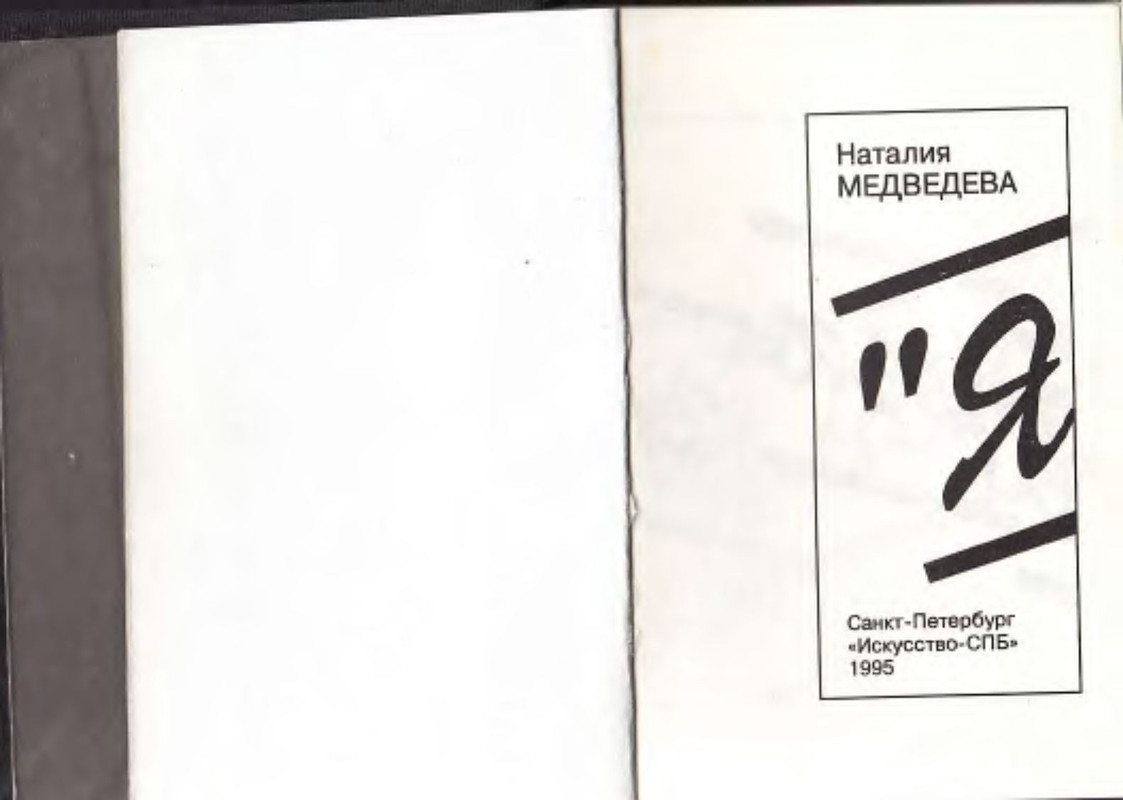 Наталия
МЕДВЕДЕВА
"Я
Санкт-Петербург
«Искусство-СПБ»
1995